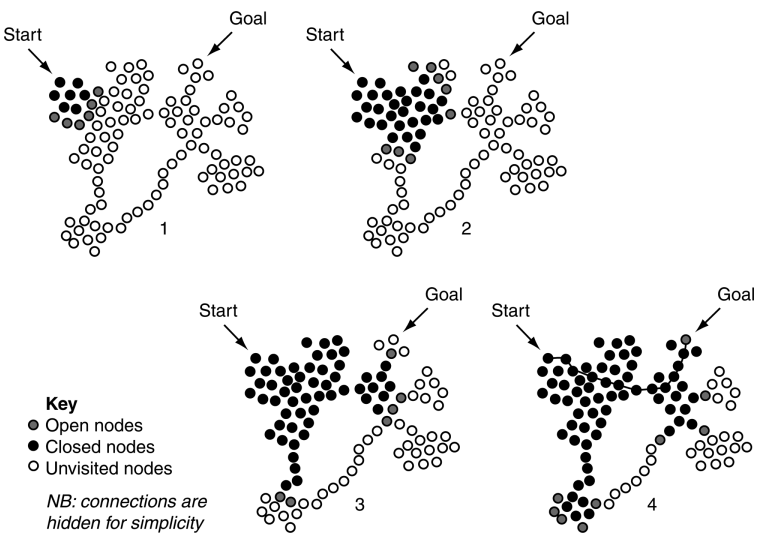 Start
Goal
Start
Goal
1
2
Start
Goal
Start
Goal
Key
Open nodes
Closed nodes
Unvisited nodes
NB: connections are
hidden for simplicity
3
4